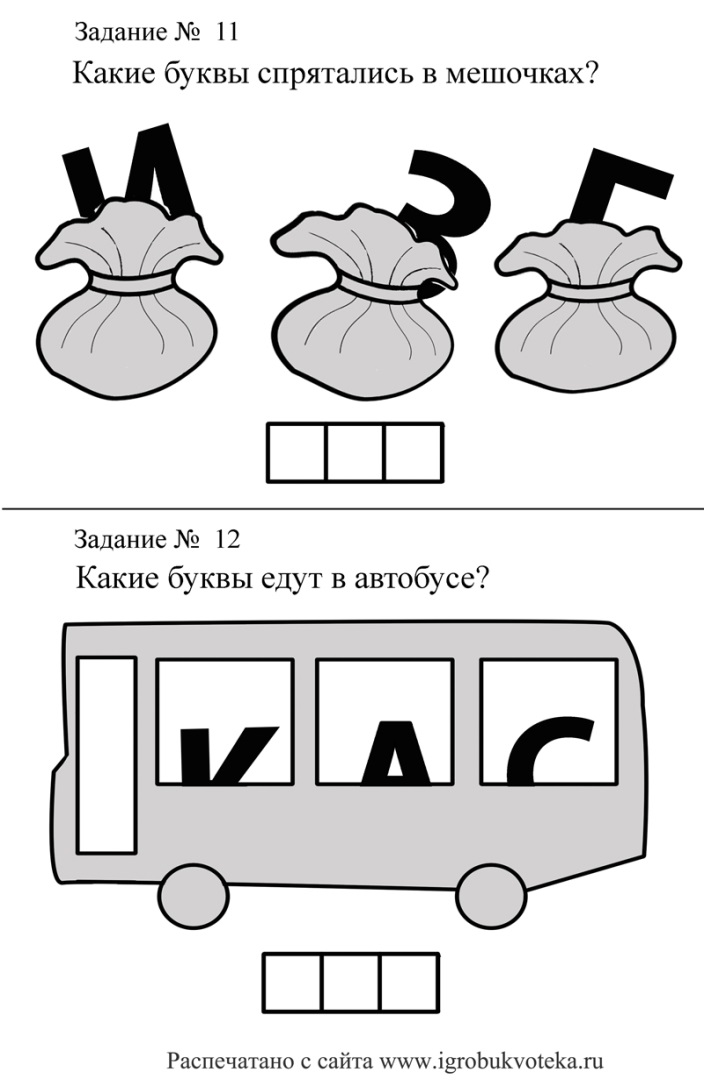 Задание № 11
Какие буквы спрятались в мешочках?
И З Г
Задание № 12
Какие буквы едут в автобусе?
К А С
Распечатано с сайта www.igrobukvoteka.ru